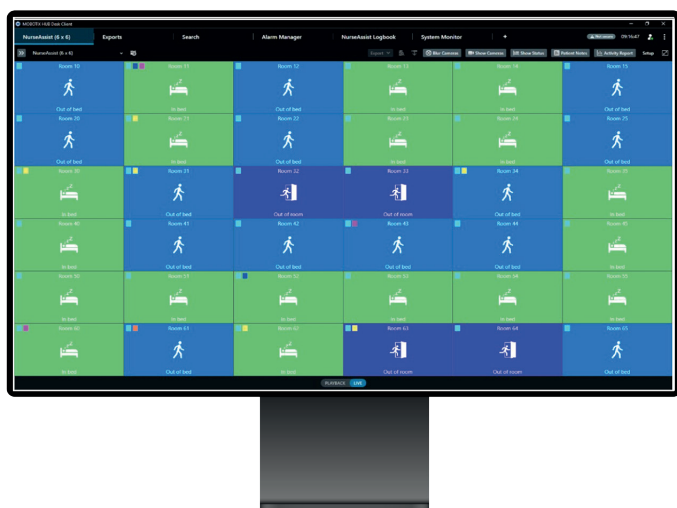 MOBOTIX HUB Desk Client
NurseAssist (6 x 6) Exports Search Alarm Manager NurseAssist Logbook System Monitor + Not secure 09:16:47
NurseAssist (6 x 6) Export Blur Cameras Show Cameras Show Status Patient Notes Activity Report Setup
Room 10 Room 11 Room 12 Room 13 Room 14 Room 15
Out of bed In bed Out of bed In bed In bed Out of bed
Room 20 Room 22 Room 25
Out of bed In bed Out of bed In bed In bed Out of bed
Room 30 Room 31 Room 32 Room 33 Room 34
In bed Out of bed Out of room Out of room Out of bed In bed
Room 40 Room 41 Room 42 Room 43 Room 44 Room 45
In bed Out of bed Out of bed Out of bed Out of bed In bed
Room 50 Room 51 Room 52 Room 53 Room 54 Room 55
In bed In bed In bed In bed In bed In bed
Room 60 Room 61 Room 62 Room 63 Room 64 Room 65
In bed Out of bed In bed Out of room Out of room Out of bed
PLAYBACK LIVE